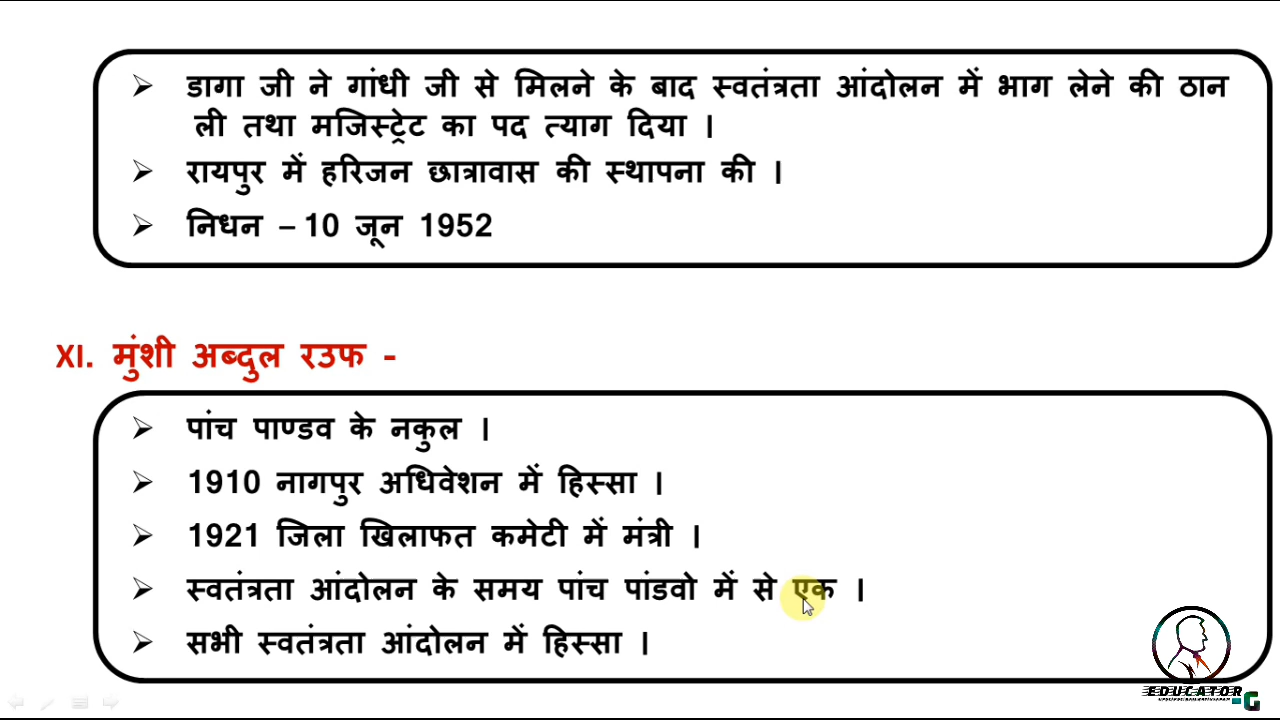 ➢ डागा जी ने गांधी जी से मिलने के बाद स्वतंत्रता आंदोलन में भाग लेने की ठान
ली तथा मजिस्ट्रेट का पद त्याग दिया ।
➢ रायपुर में हरिजन छात्रावास की स्थापना की ।
➢ निधन – 10 जून 1952
XI. मुंशी अब्दुल रउफ -
➢ पांच पाण्डव के नकुल ।
➢ 1910 नागपुर अधिवेशन में हिस्सा ।
➢ 1921 जिला खिलाफत कमेटी में मंत्री ।
➢ स्वतंत्रता आंदोलन के समय पांच पांडवो में से एक ।
➢ सभी स्वतंत्रता आंदोलन में हिस्सा ।
EDUCATOR
-G